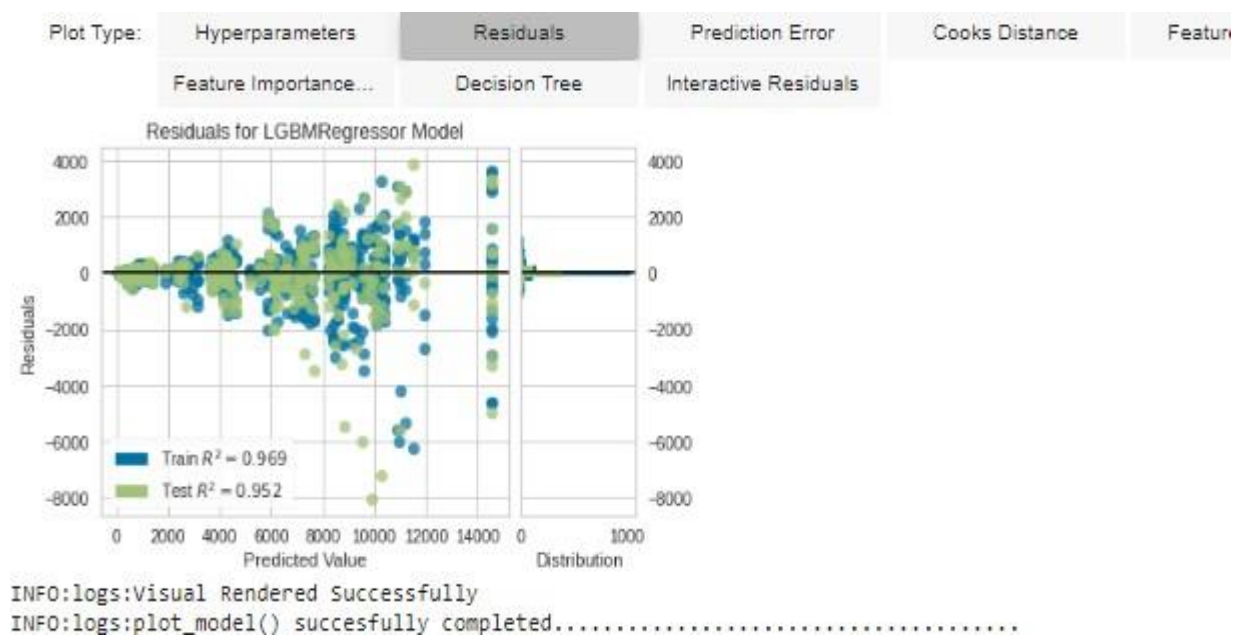 Plot Type: Hyperparameters Residuals Prediction Error Cooks Distance Feature
Feature Importance... Decision Tree Interactive Residuals
Residuals for LGBMRegressor Model
4000 4000
2000 2000
0 0
−2000 −2000
−4000 −4000
−6000 −6000
−8000 −8000
Residuals
Train R² = 0.969
Test R² = 0.952
0 2000 4000 6000 8000 10000 12000 14000 0 1000
Predicted Value Distribution
INFO:logs:Visual Rendered Successfully
INFO:logs:plot_model() succesfully completed......................................